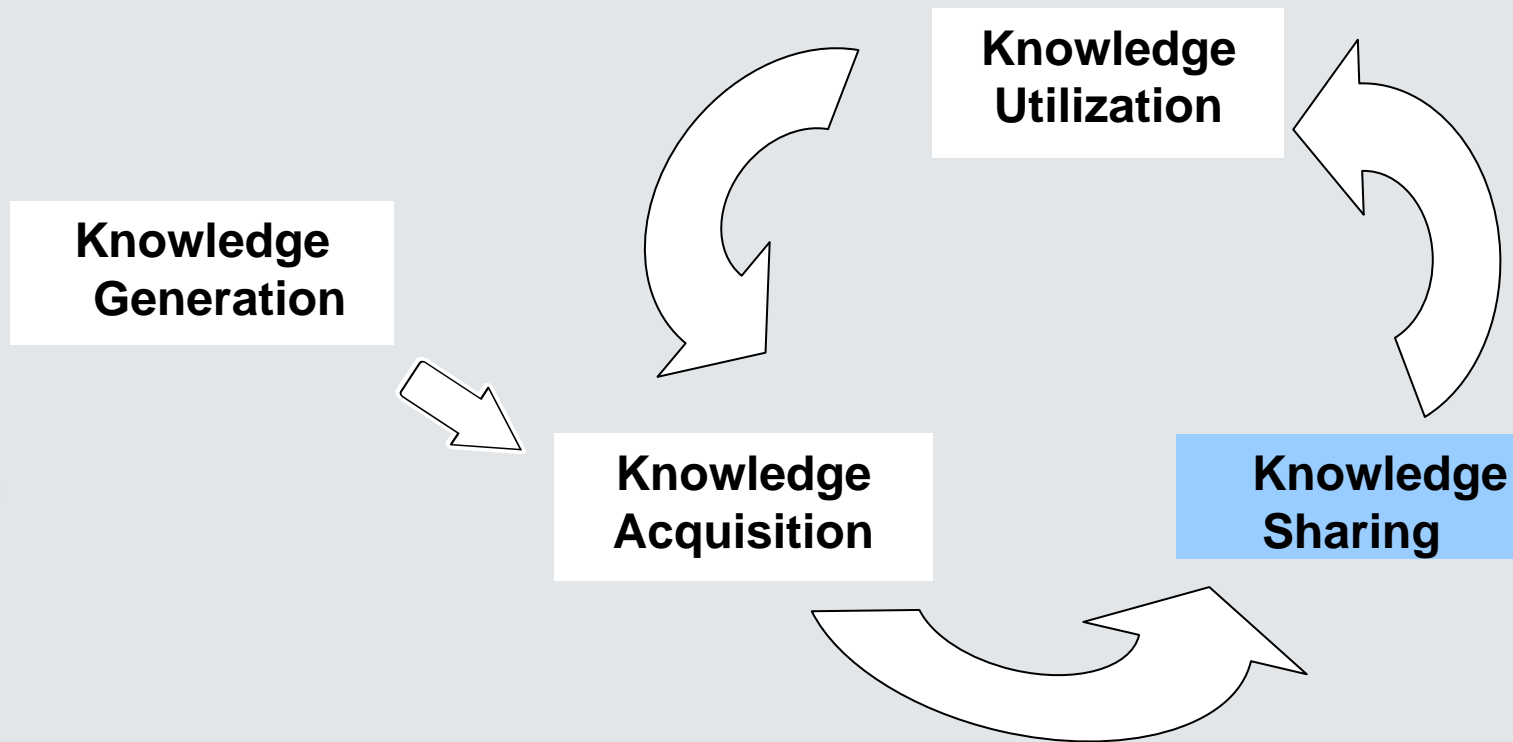 Knowledge
Utilization
Knowledge
Generation
Knowledge
Acquisition
Knowledge
Sharing